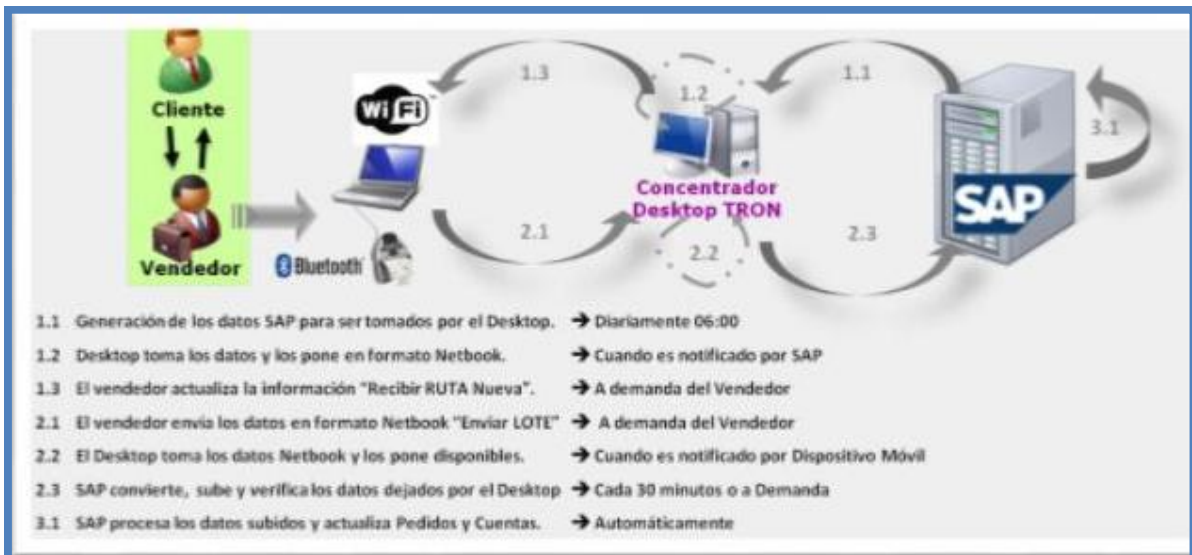 Cliente
Vendedor
WiFi
Bluetooth
1.3
1.2
1.1
3.1
Concentrador
Desktop TRON
SAP
2.1
2.2
2.3
1.1 Generación de los datos SAP para ser tomados por el Desktop. ➔ Diariamente 06:00
1.2 Desktop toma los datos y los pone en formato Netbook. ➔ Cuando es notificado por SAP
1.3 El vendedor actualiza la información "Recibir RUTA Nueva". ➔ A demanda del Vendedor
2.1 El vendedor envía los datos en formato Netbook "Enviar LOTE" ➔ A demanda del Vendedor
2.2 El Desktop toma los datos Netbook y los pone disponibles. ➔ Cuando es notificado por Dispositivo Móvil
2.3 SAP convierte, sube y verifica los datos dejados por el Desktop ➔ Cada 30 minutos o a Demanda
3.1 SAP procesa los datos subidos y actualiza Pedidos y Cuentas. ➔ Automáticamente